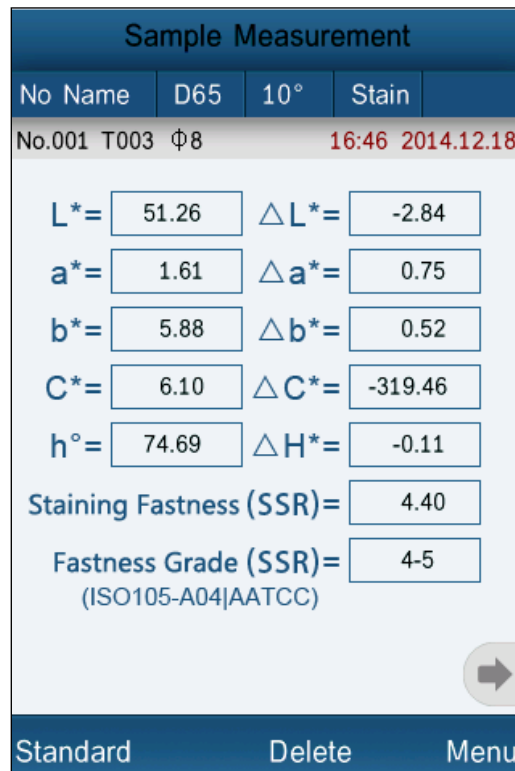 Sample Measurement
No Name D65 10° Stain
No.001 T003 Φ8 16:46 2014.12.18
L*= 51.26 △L*= -2.84
a*= 1.61 △a*= 0.75
b*= 5.88 △b*= 0.52
C*= 6.10 △C*= -319.46
h°= 74.69 △H*= -0.11
Staining Fastness (SSR)= 4.40
Fastness Grade (SSR)= 4-5
(ISO105-A04|AATCC)
Standard Delete Menu